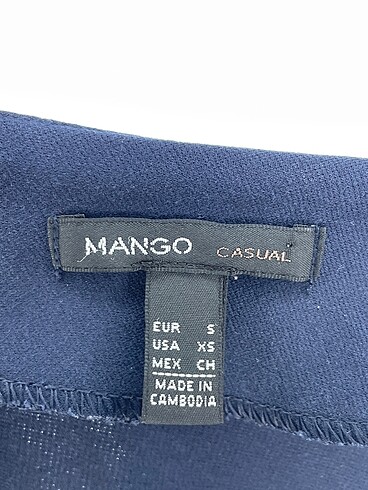 MANGO CASUAL
EUR S
USA XS
MEX CH
MADE IN
CAMBODIA